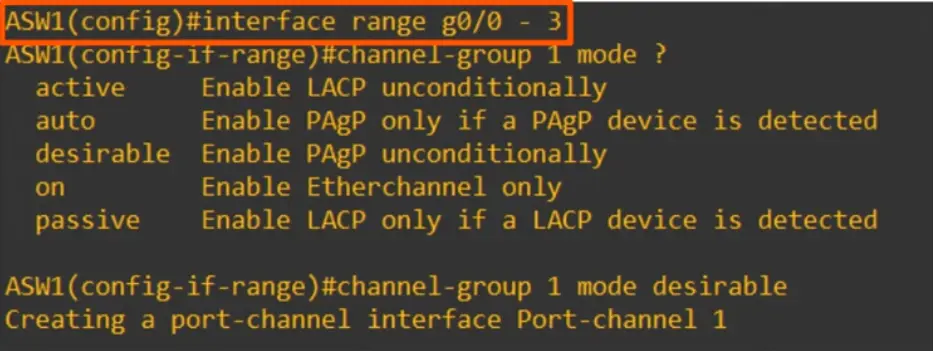 ASW1(config)#interface range g0/0 - 3
ASW1(config-if-range)#channel-group 1 mode ?
active Enable LACP unconditionally
auto Enable PAgP only if a PAgP device is detected
desirable Enable PAgP unconditionally
on Enable Etherchannel only
passive Enable LACP only if a LACP device is detected
ASW1(config-if-range)#channel-group 1 mode desirable
Creating a port-channel interface Port-channel 1